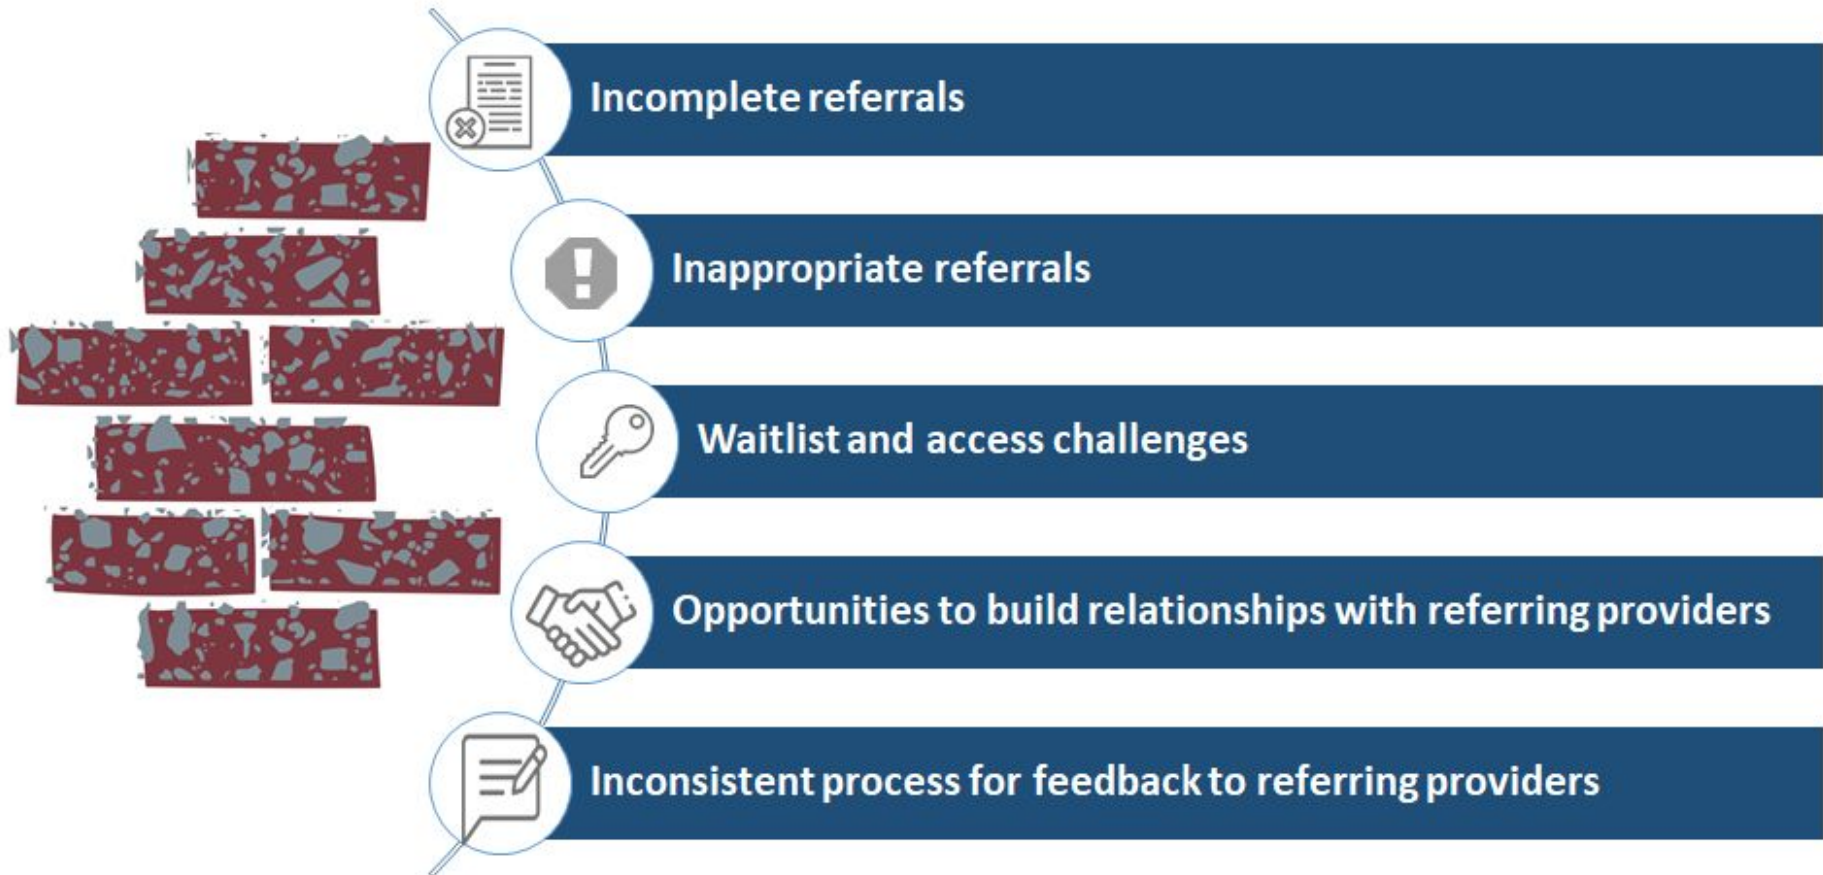 Incomplete referrals
Inappropriate referrals
Waitlist and access challenges
Opportunities to build relationships with referring providers
Inconsistent process for feedback to referring providers